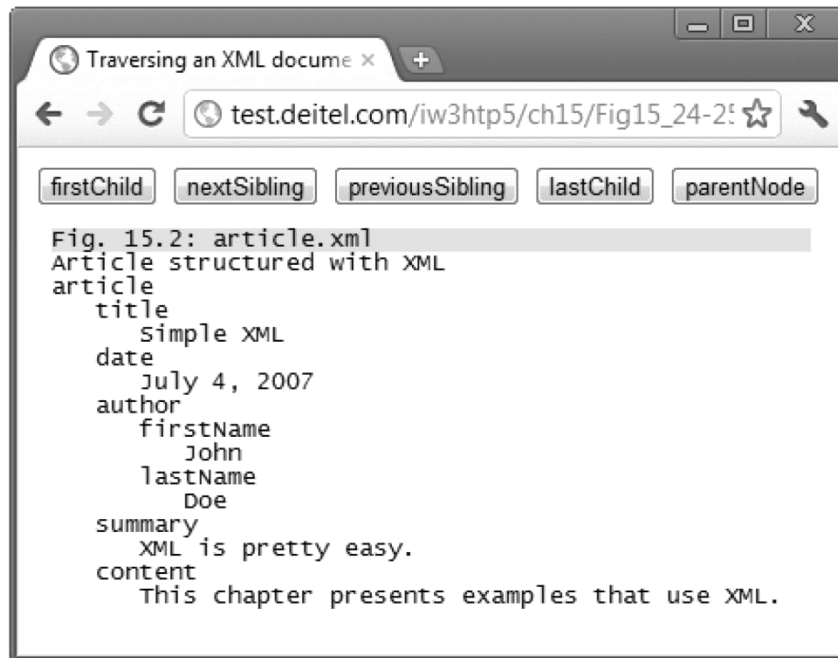 Traversing an XML docume
test.deitel.com/iw3htp5/ch15/Fig15_24-25
firstChild nextSibling previousSibling lastChild parentNode
Fig. 15.2: article.xml
Article structured with XML
article
title
Simple XML
date
July 4, 2007
author
firstName
John
lastName
Doe
summary
XML is pretty easy.
content
This chapter presents examples that use XML.